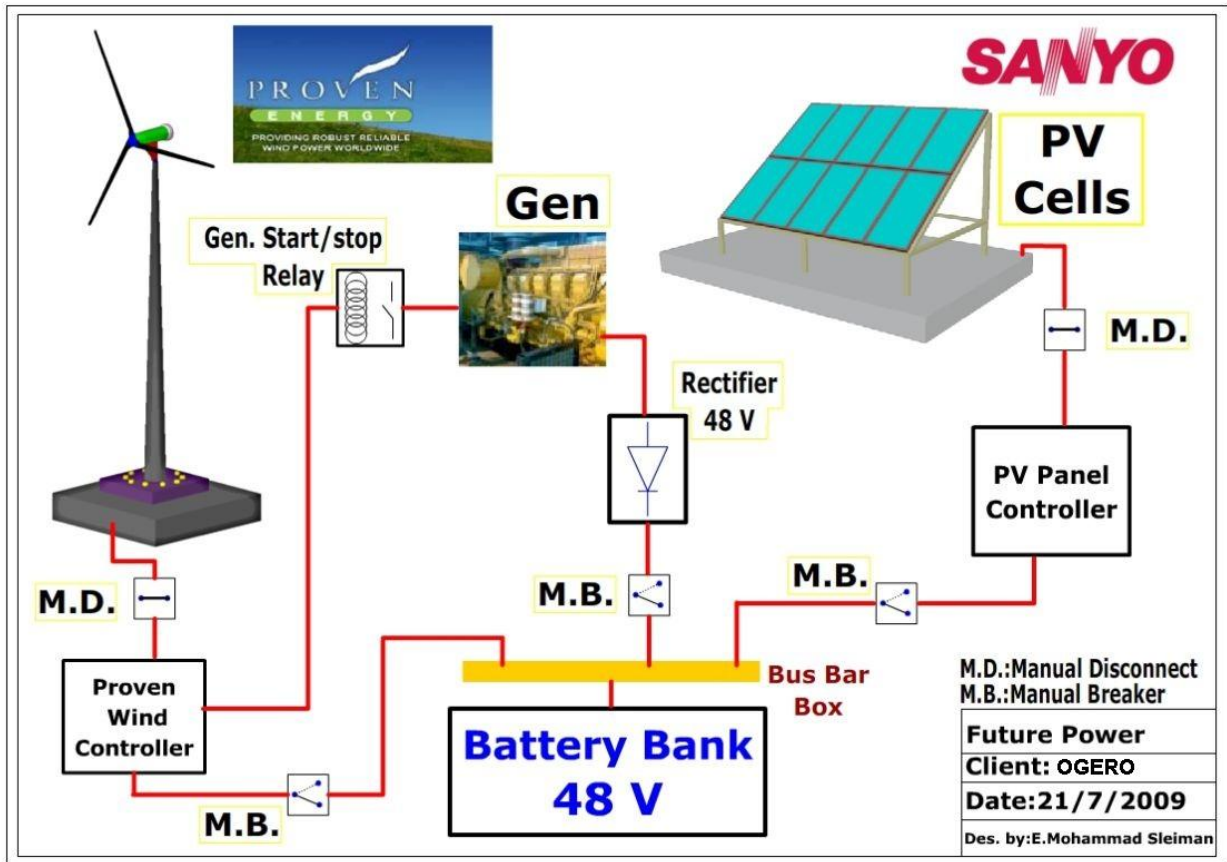 PROVEN
ENERGY
PROVIDING ROBUST RELIABLE
WIND POWER WORLDWIDE
SANYO
PV
Cells
Gen
Gen. Start/stop
Relay
M.D.
Rectifier
48 V
PV Panel
Controller
M.B.
M.B.
M.D.
Proven
Wind
Controller
Bus Bar
Box
Battery Bank
48 V
M.B.
M.D.:Manual Disconnect
M.B.:Manual Breaker
Future Power
Client: OGERO
Date:21/7/2009
Des. by:E.Mohammad Sleiman